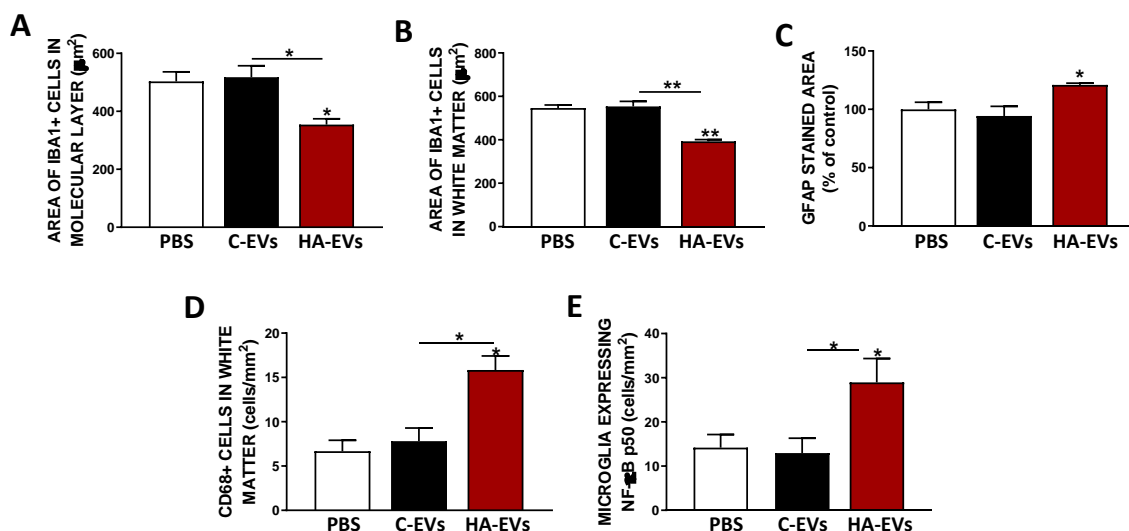 A
AREA OF IBA1+ CELLS IN
MOLECULAR LAYER (μm²)
600
400
200
0
*
*
PBS
C-EVs
HA-EVs
B
AREA OF IBA1+ CELLS
IN WHITE MATTER (μm²)
800
600
400
200
0
**
**
PBS
C-EVs
HA-EVs
C
GFAP STAINED AREA
(% of control)
150
100
50
0
*
PBS
C-EVs
HA-EVs
D
CD68+ CELLS IN WHITE
MATTER (cells/mm²)
20
15
10
5
0
*
*
PBS
C-EVs
HA-EVs
E
MICROGLIA EXPRESSING
p50 (cells/mm²)
40
30
20
10
0
*
*
PBS
C-EVs
HA-EVs